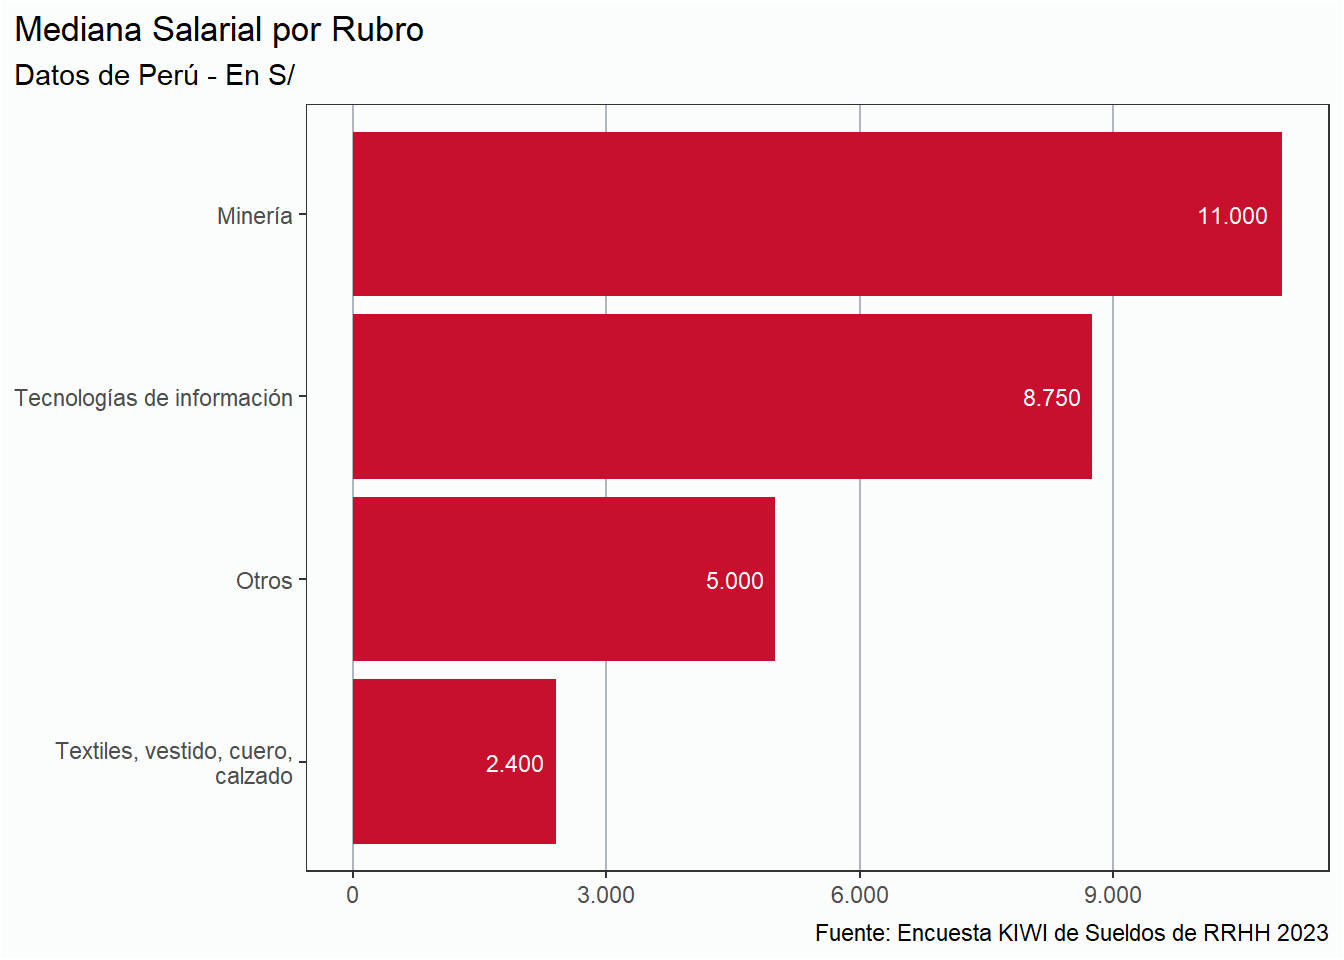 Mediana Salarial por Rubro
Datos de Perú - En S/
Minería
11.000
Tecnologías de información
8.750
Otros
5.000
Textiles, vestido, cuero,
calzado
2.400
0
3.000
6.000
9.000
Fuente: Encuesta KIWI de Sueldos de RRHH 2023